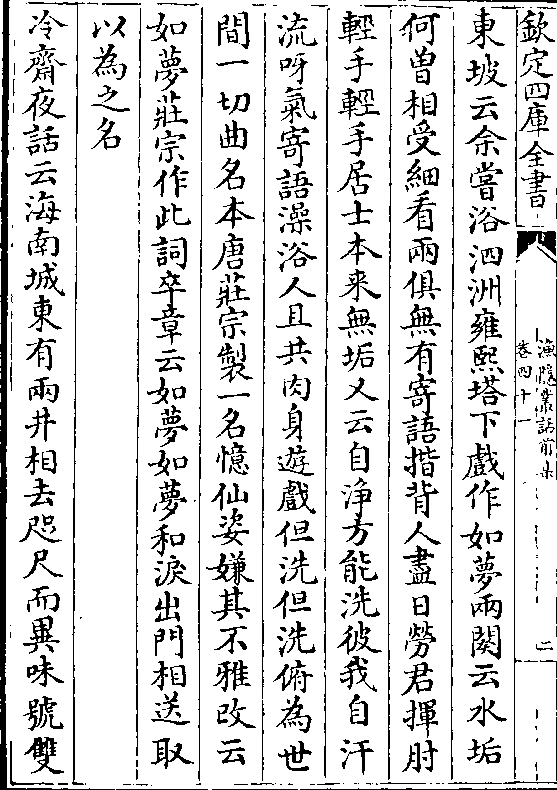 欽定四庫全書
漁隱叢話前集
卷四十一
二
東坡云余嘗浴泗洲雍熙塔下戲作如夢兩闋云水垢
何曽相受細看兩俱無有寄語揩背人盡日勞君揮肘
輕手輕手居士本来無垢又云自净方能洗彼我自汗
流呀氣寄語澡浴人且共肉身遊戲但洗但洗俯為世
間一切曲名本唐莊宗製一名憶仙姿嫌其不雅改云
如夢莊宗作此詞卒章云如夢如夢和淚出門相送取
以為之名
冷齋夜話云海南城東有兩井相去咫尺而異味號雙